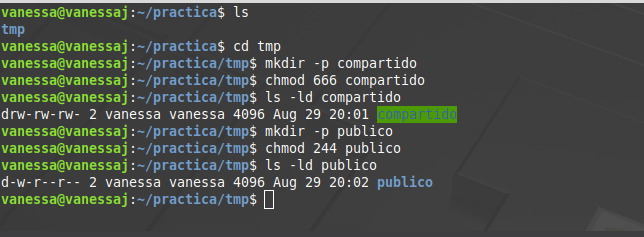 vanessa@vanessaj:~/practica$ ls
tmp
vanessa@vanessaj:~/practica$ cd tmp
vanessa@vanessaj:~/practica/tmp$ mkdir -p compartido
vanessa@vanessaj:~/practica/tmp$ chmod 666 compartido
vanessa@vanessaj:~/practica/tmp$ ls -ld compartido
drw-rw-rw- 2 vanessa vanessa 4096 Aug 29 20:01 compartido
vanessa@vanessaj:~/practica/tmp$ mkdir -p publico
vanessa@vanessaj:~/practica/tmp$ chmod 244 publico
vanessa@vanessaj:~/practica/tmp$ ls -ld publico
d-w-r--r-- 2 vanessa vanessa 4096 Aug 29 20:02 publico
vanessa@vanessaj:~/practica/tmp$